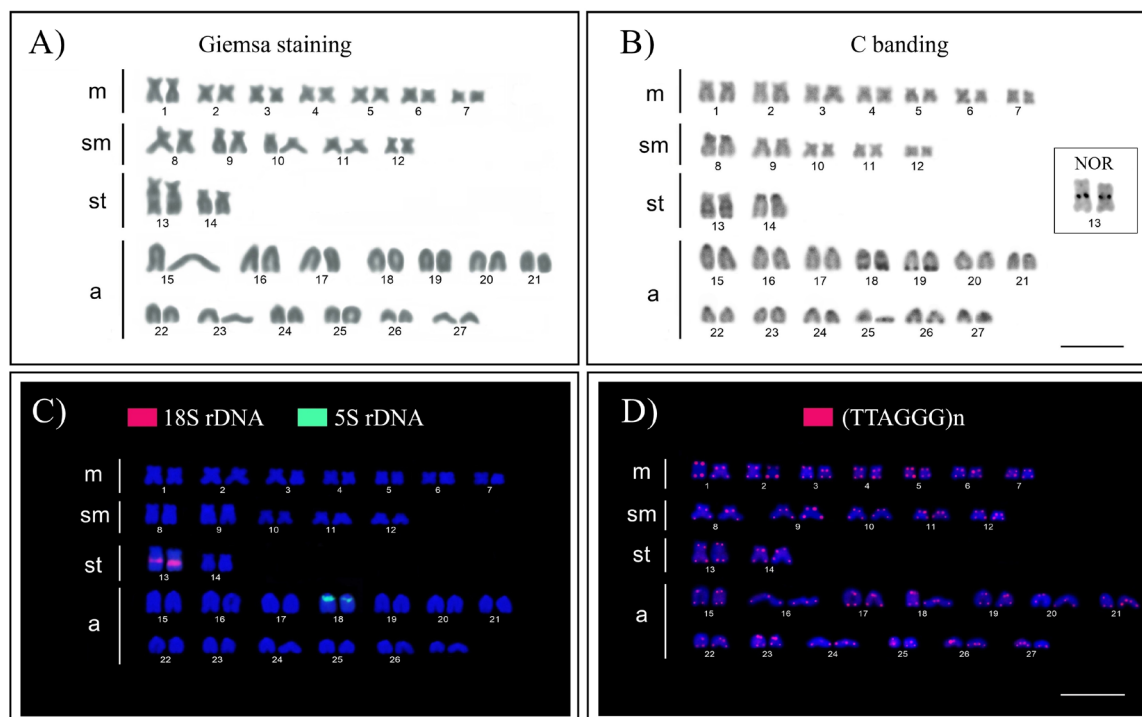 A) Giemsa staining
m 1 2 3 4 5 6 7
sm 8 9 10 11 12
st 13 14
a 15 16 17 18 19 20 21
22 23 24 25 26 27
B) C banding
m 1 2 3 4 5 6 7
sm 8 9 10 11 12
NOR
13
st 13 14
a 15 16 17 18 19 20 21
22 23 24 25 26 27
C) 18S rDNA 5S rDNA
m 1 2 3 4 5 6 7
sm 8 9 10 11 12
st 13 14
a 15 16 17 18 19 20 21
22 23 24 25 26
D) (TTAGGG)n
m 1 2 3 4 5 6 7
sm 8 9 10 11 12
st 13 14
a 15 16 17 18 19 20 21
22 23 24 25 26 27